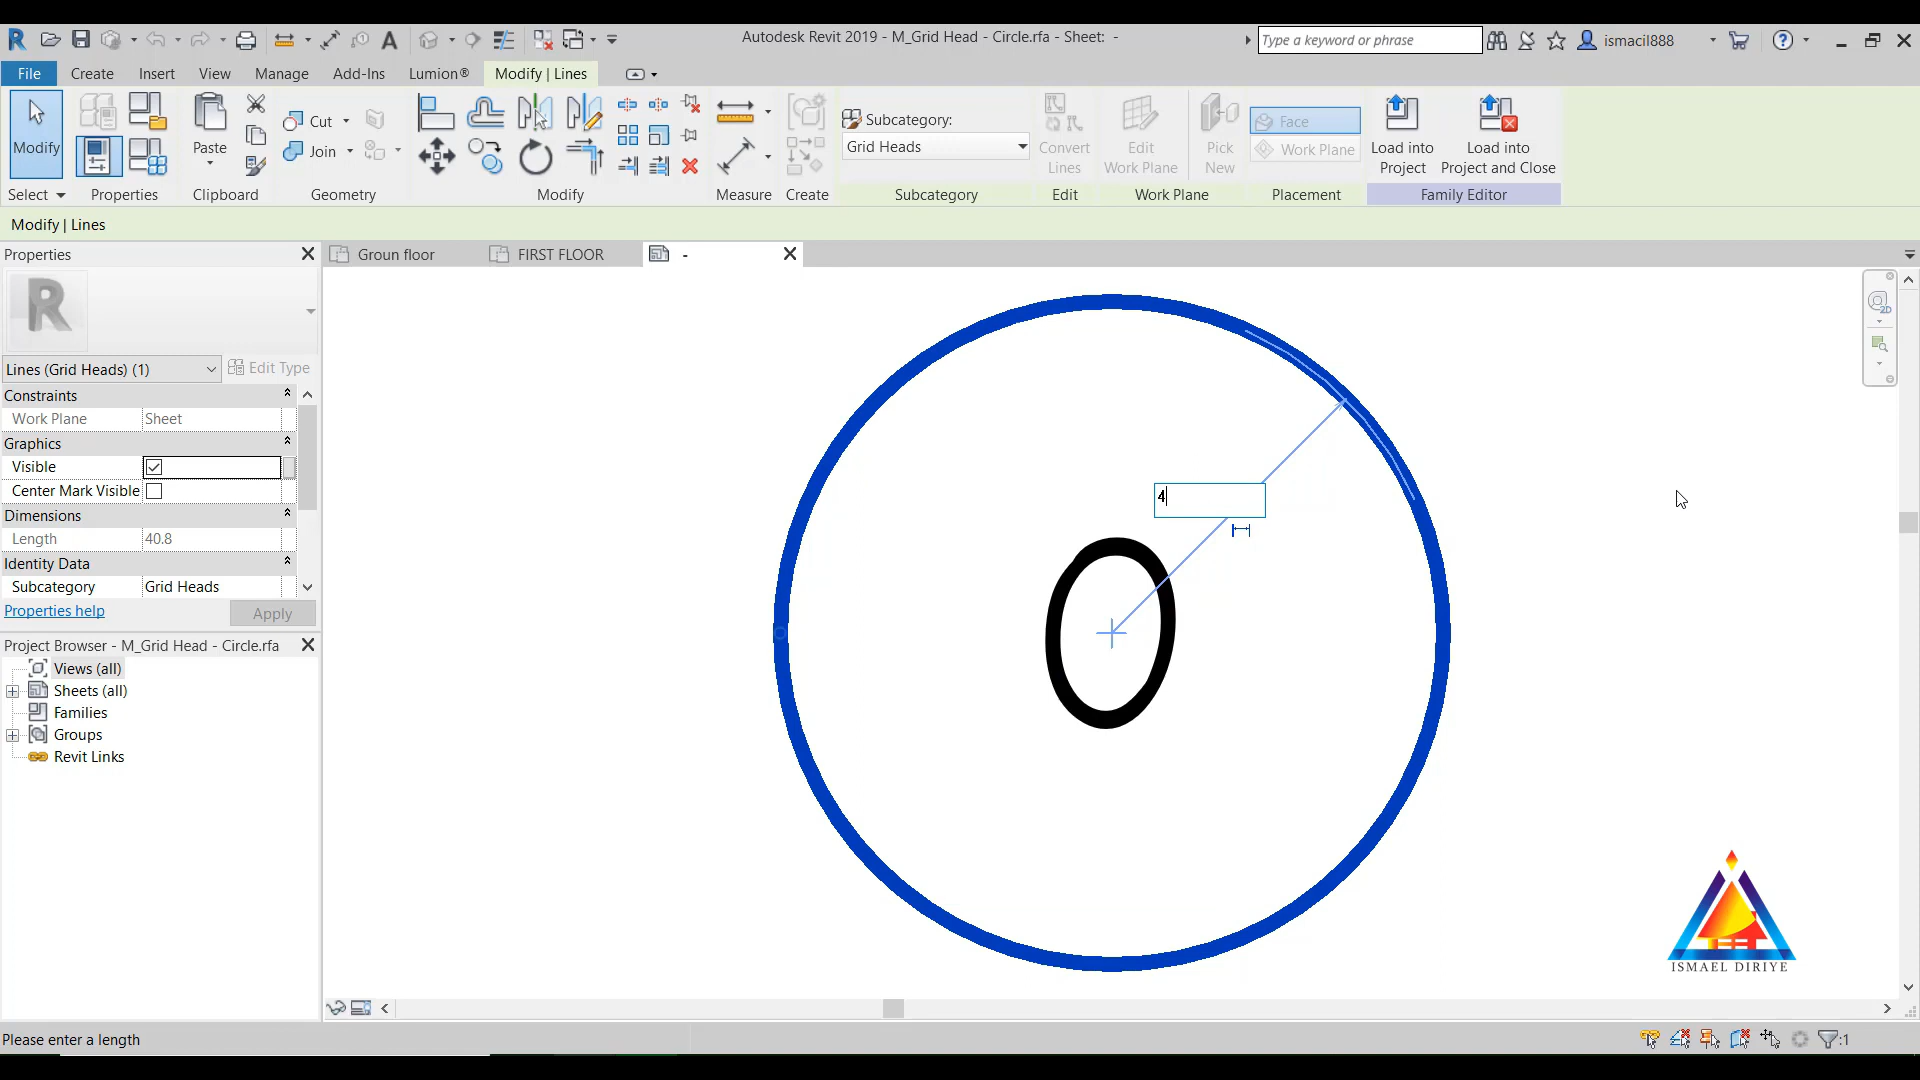 Autodesk Revit 2019 - M_Grid Head - Circle.rfa - Sheet: -
Type a keyword or phrase
ismacil888
File Create Insert View Manage Add-Ins Lumion® Modify | Lines
Modify
Paste
Cut
Join
Subcategory:
Grid Heads
Convert Lines
Edit Work Plane
Pick New
Face
Work Plane
Load into Project
Load into Project and Close
Select Properties Clipboard Geometry Modify Measure Create Subcategory Edit Work Plane Placement Family Editor
Modify | Lines
Properties
Groun floor
FIRST FLOOR
-
R
Lines (Grid Heads) (1)
Edit Type
Constraints
Work Plane Sheet
Graphics
Visible
Center Mark Visible
Dimensions
Length 40.8
Identity Data
Subcategory Grid Heads
Properties help
Apply
Project Browser - M_Grid Head - Circle.rfa
Views (all)
Sheets (all)
Families
Groups
Revit Links
4
0
2D
ISMAEL DIRIYE
Please enter a length
:1